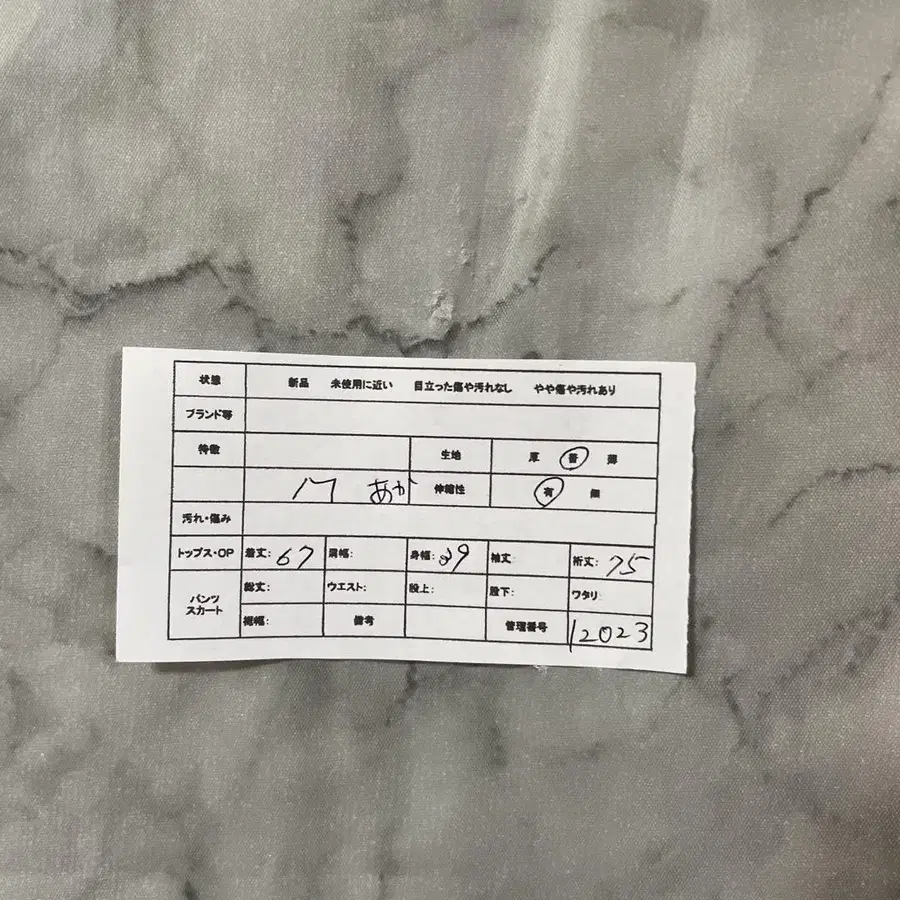 状態 新品 未使用に近い 目立った傷や汚れなし やや傷や汚れあり
ブランド等
特徴 生地 厚 普 薄
あか 伸縮性 有 無
汚れ・傷み
トップス・OP 着丈: 67 肩幅: 身幅: 袖丈: 裄丈: 75
パンツ スカート 総丈: ウエスト: 股上: 股下: ワタリ:
裾幅: 備考 管理番号 12023